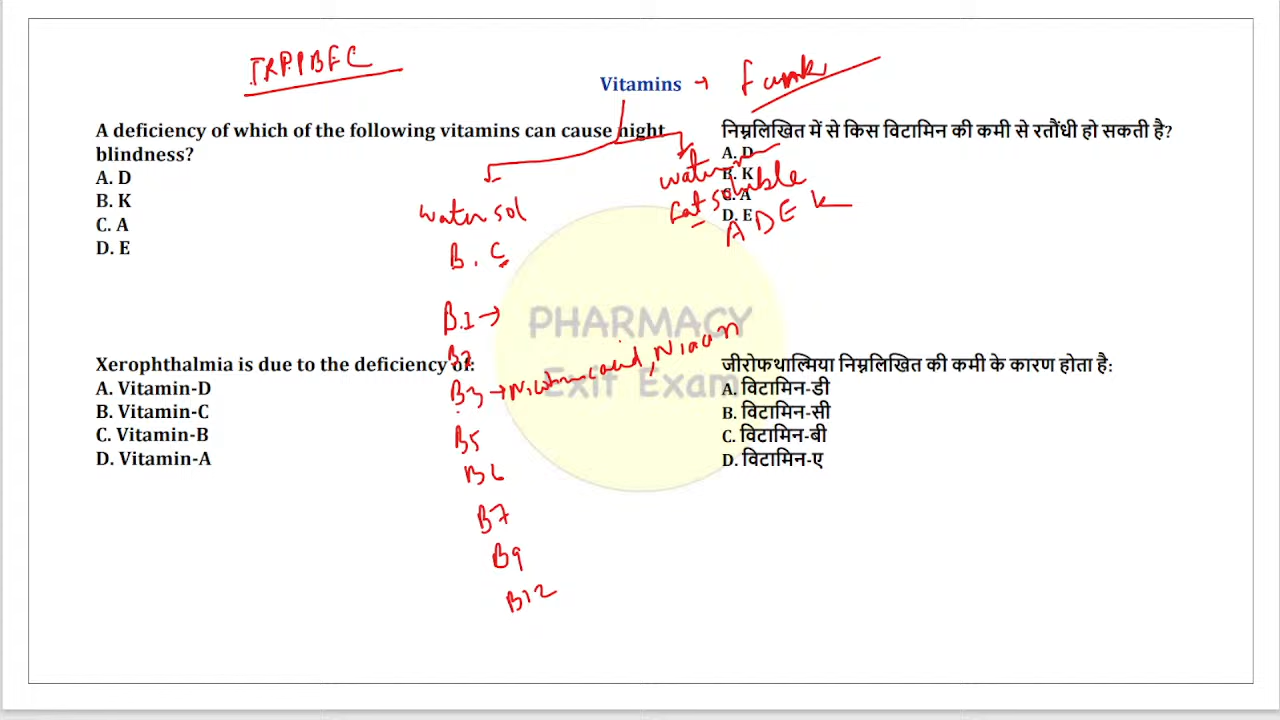 TRPPBFC
Vitamins → Funk
A deficiency of which of the following vitamins can cause night
blindness?
A. D
B. K
C. A
D. E
निम्नलिखित में से किस विटामिन की कमी से रतौंधी हो सकती है?
A. D
B. K
C. A
D. E
water sol
B. C
water
Fat soluble
A D E K
B1 →
B2
B3 → Nicotinic acid, Niacin
B5
B6
B7
B9
B12
PHARMACY
Exit Exam
Xerophthalmia is due to the deficiency of:
A. Vitamin-D
B. Vitamin-C
C. Vitamin-B
D. Vitamin-A
जीरोफथाल्मिया निम्नलिखित की कमी के कारण होता है:
A. विटामिन-डी
B. विटामिन-सी
C. विटामिन-बी
D. विटामिन-ए